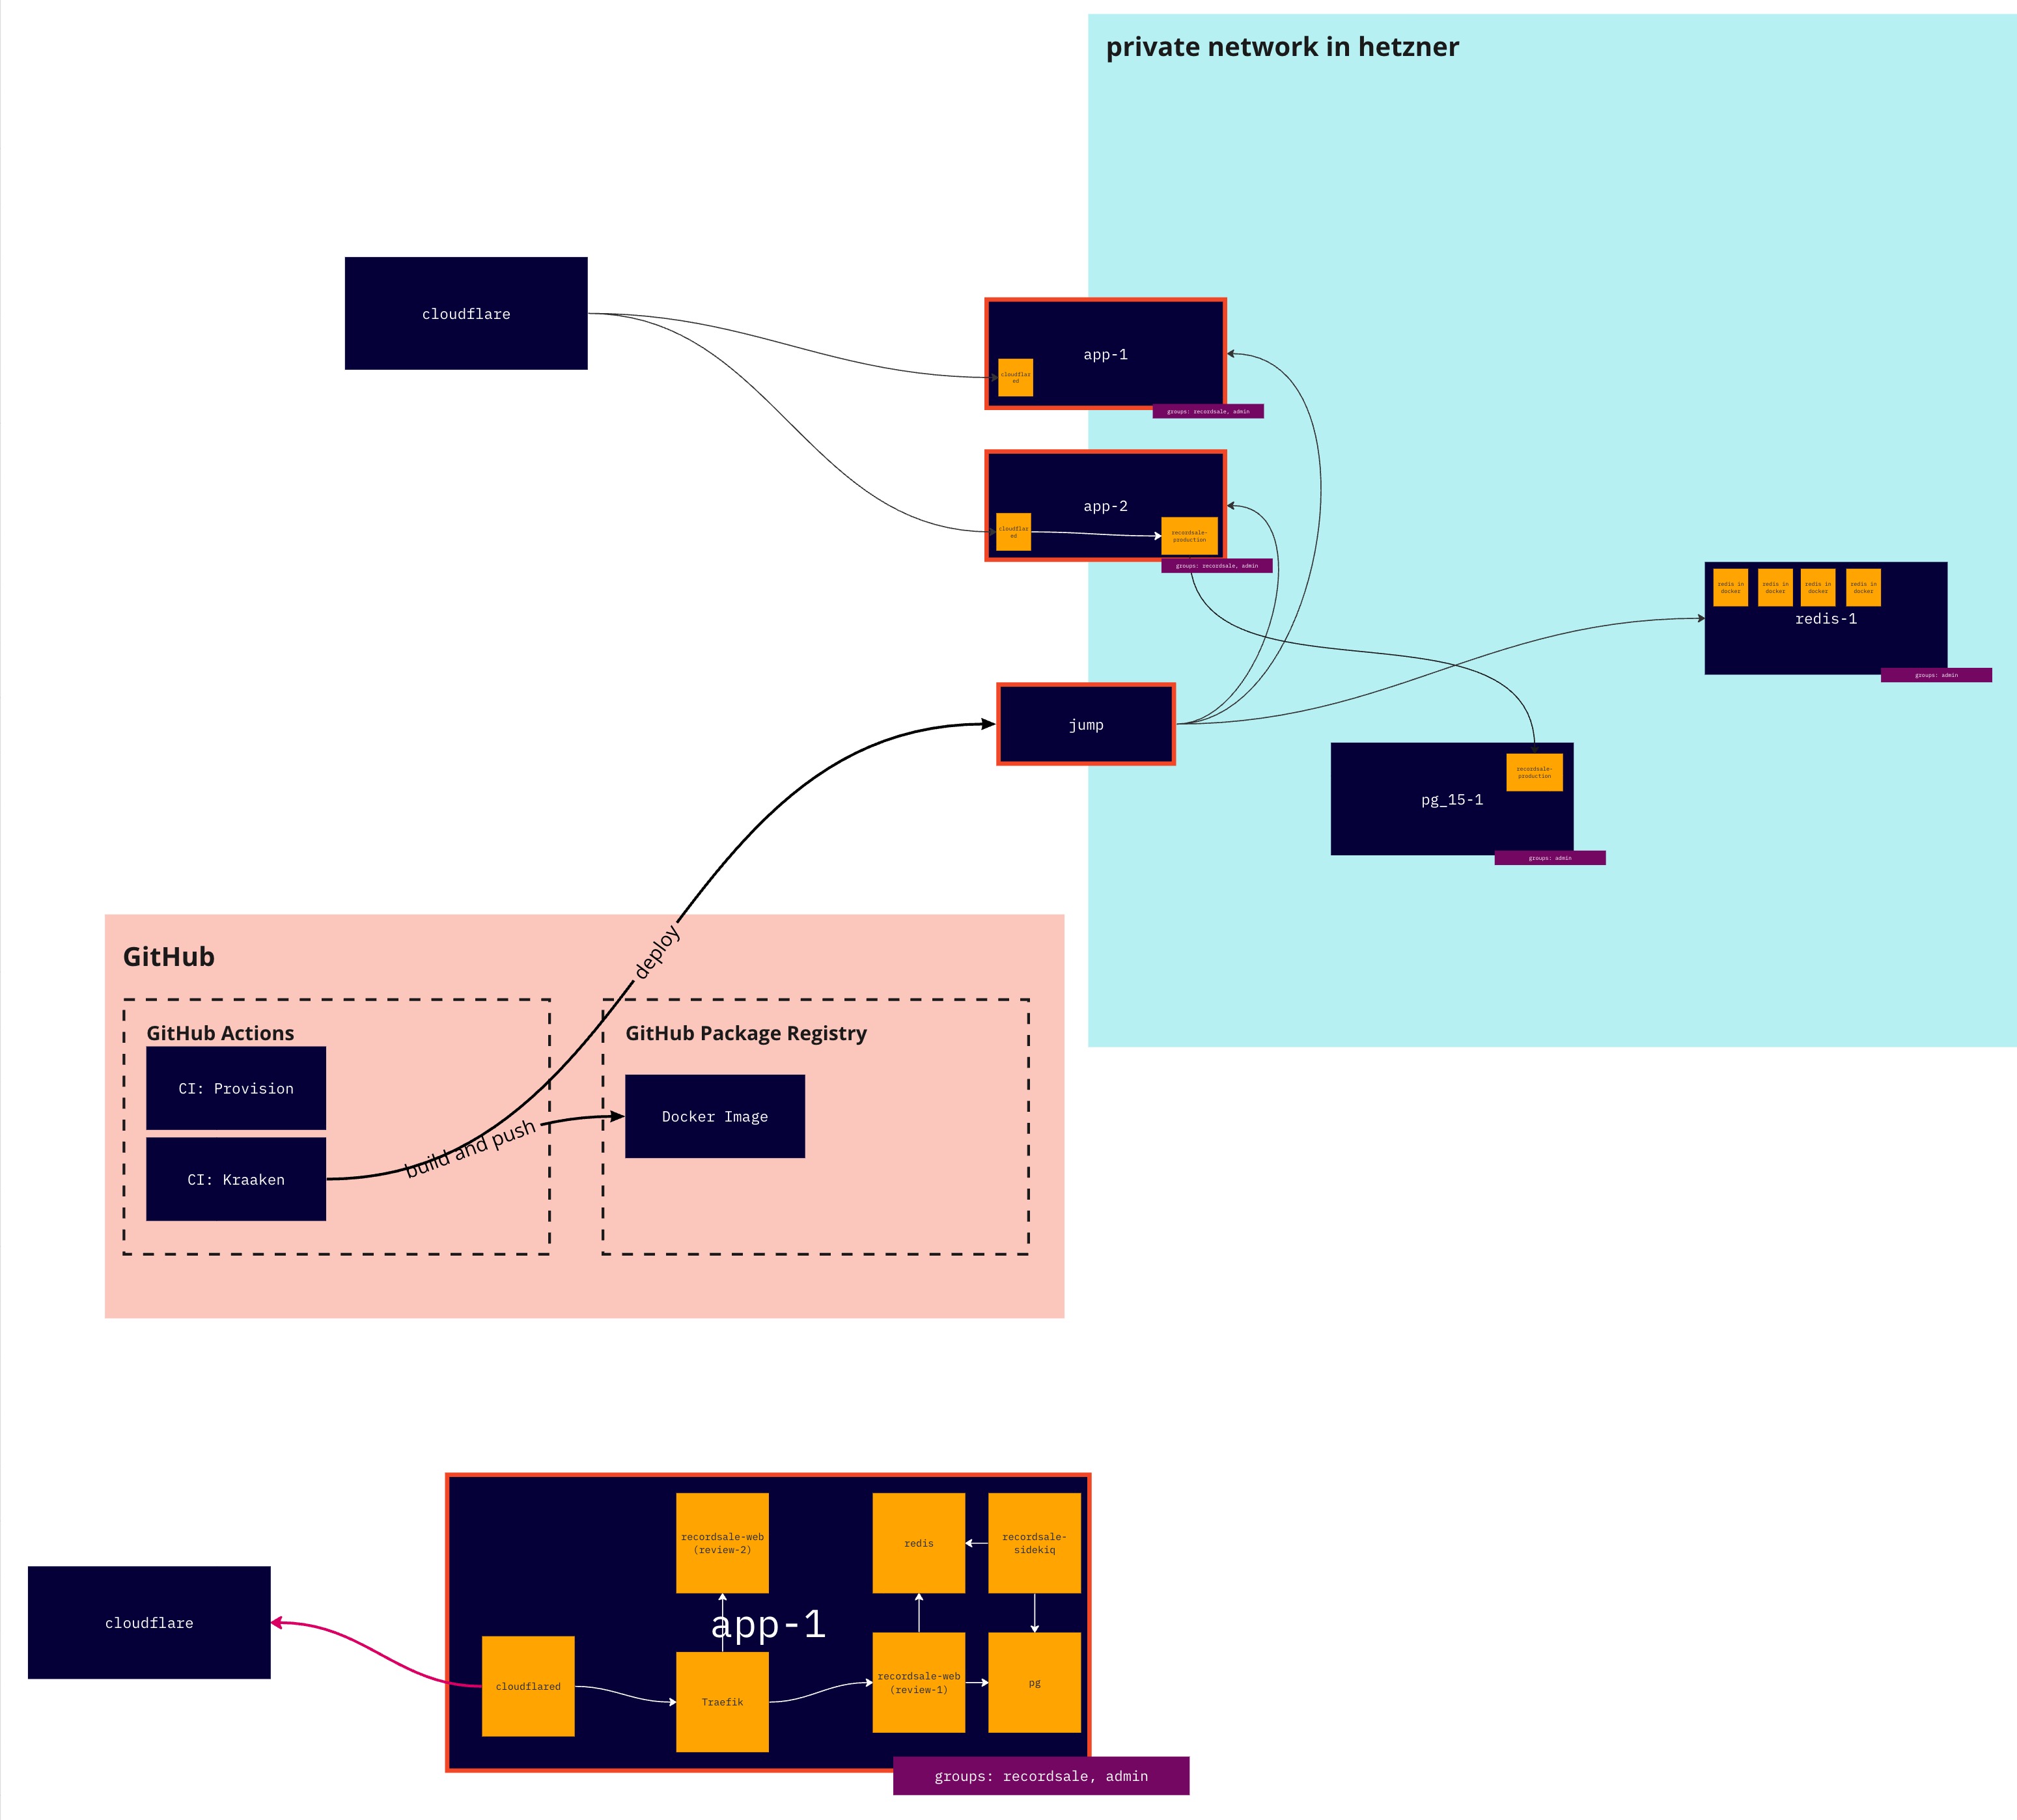 private network in hetzner
cloudflare
app-1
cloudflar
ed
groups: recordsale, admin
app-2
cloudflar
ed
recordsale-
production
groups: recordsale, admin
redis in
docker
redis in
docker
redis in
docker
redis in
docker
redis-1
groups: admin
jump
recordsale-
production
pg_15-1
groups: admin
GitHub
deploy
GitHub Actions
CI: Provision
CI: Kraaken
build and push
GitHub Package Registry
Docker Image
cloudflare
app-1
recordsale-web
(review-2)
redis
recordsale-
sidekiq
cloudflared
Traefik
recordsale-web
(review-1)
pg
groups: recordsale, admin